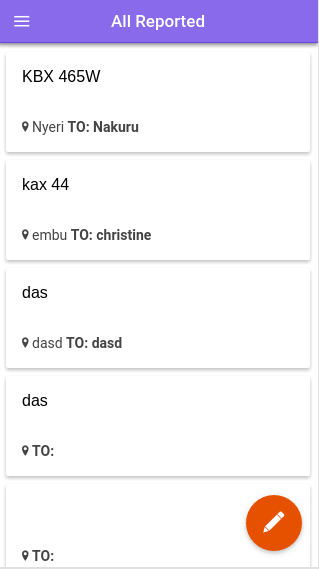 All Reported
KBX 465W
Nyeri TO: Nakuru
kax 44
embu TO: christine
das
dasd TO: dasd
das
TO:
TO: